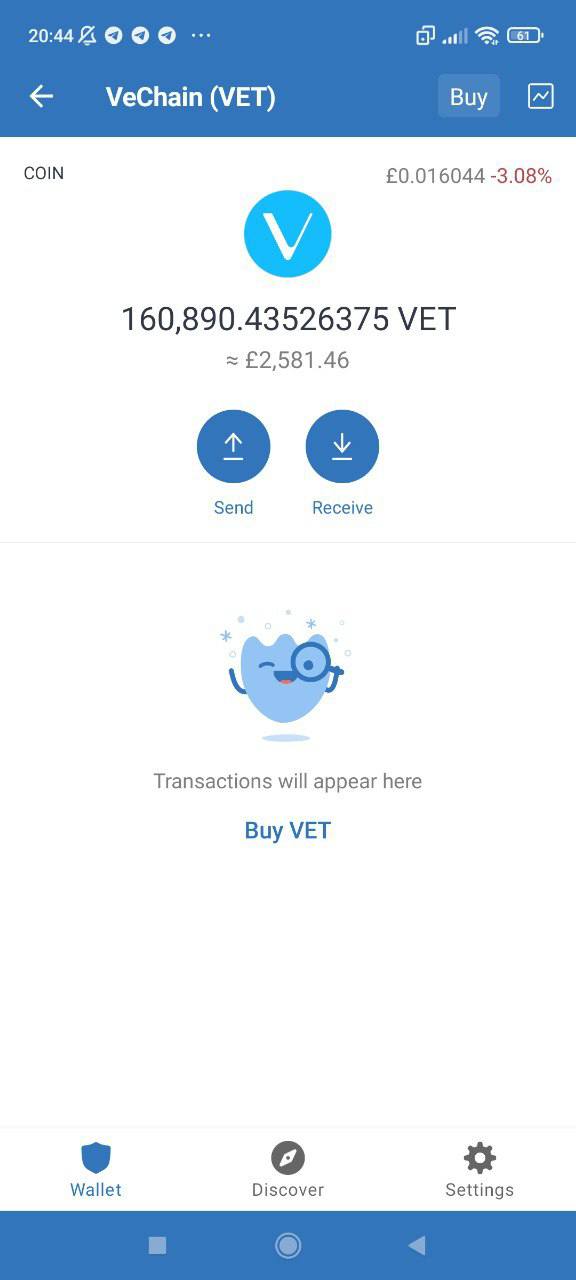 20:44
61
VeChain (VET)
Buy
COIN
£0.016044 -3.08%
160,890.43526375 VET
≈ £2,581.46
Send
Receive
Transactions will appear here
Buy VET
Wallet
Discover
Settings